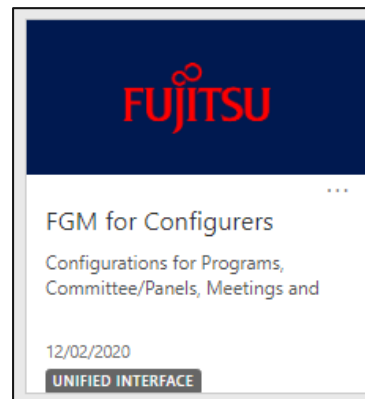 FUJITSU
...
FGM for Configurers
Configurations for Programs,
Committee/Panels, Meetings and
12/02/2020
UNIFIED INTERFACE